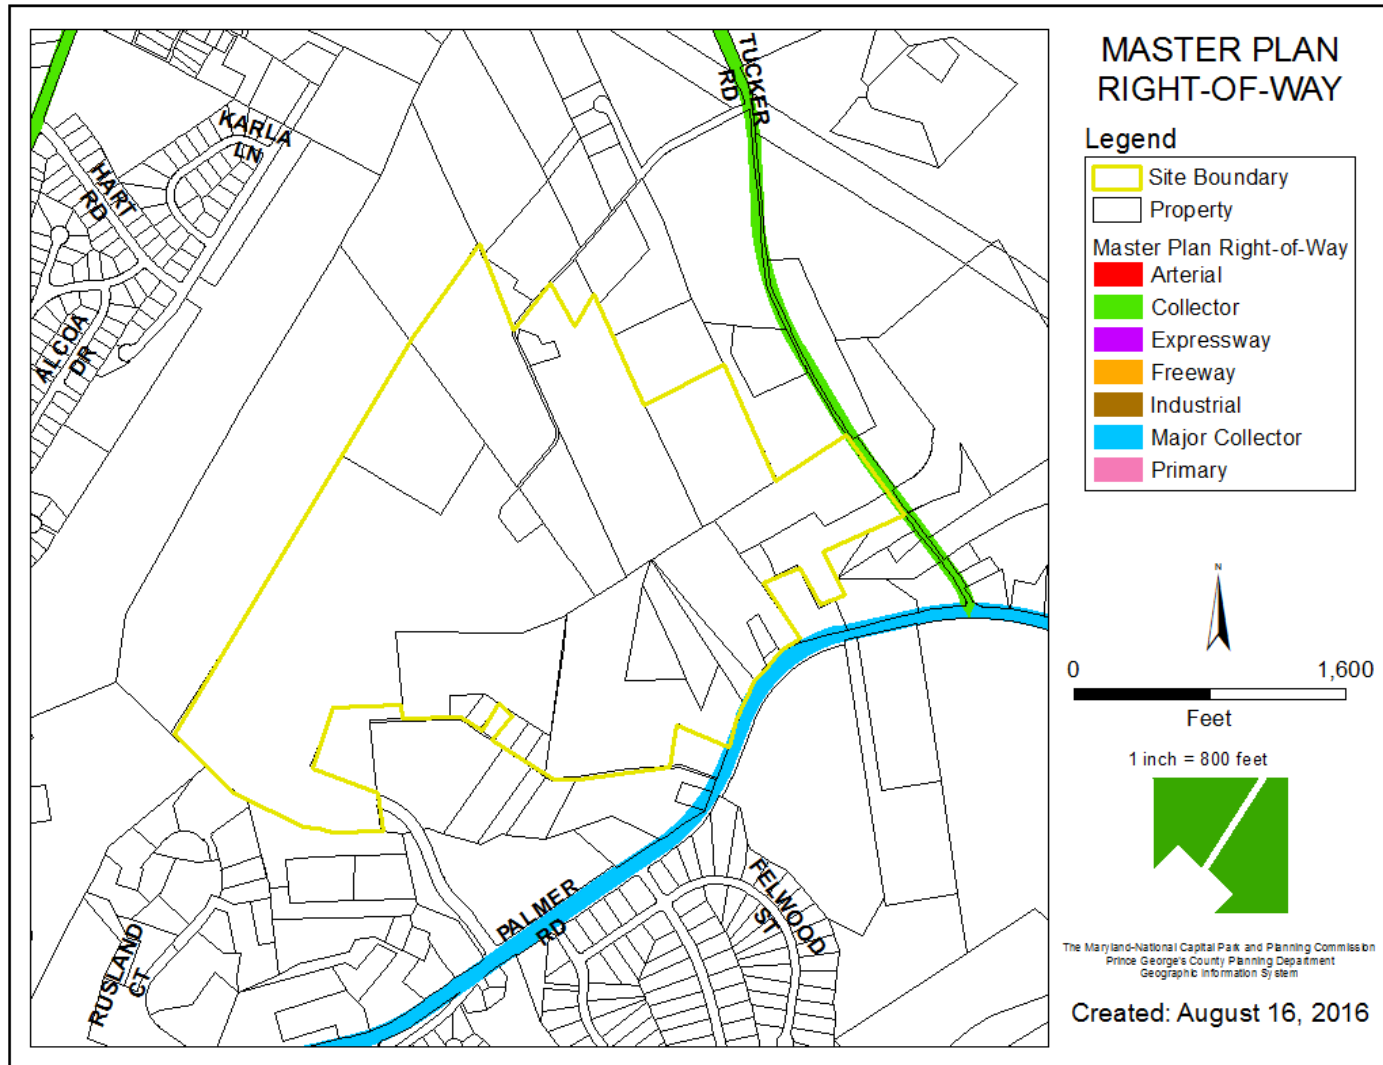 MASTER PLAN
RIGHT-OF-WAY
Legend
Site Boundary
Property
Master Plan Right-of-Way
Arterial
Collector
Expressway
Freeway
Industrial
Major Collector
Primary
N
0 1,600
Feet
1 inch = 800 feet
The Maryland-National Capital Park and Planning Commission
Prince George's County Planning Department
Geographic Information System
Created: August 16, 2016
TUCKER
RD
KARLA
LN
HART
RD
ALCOA
DR
PALMER
RD
FELWOOD
ST
RUSLAND
CT